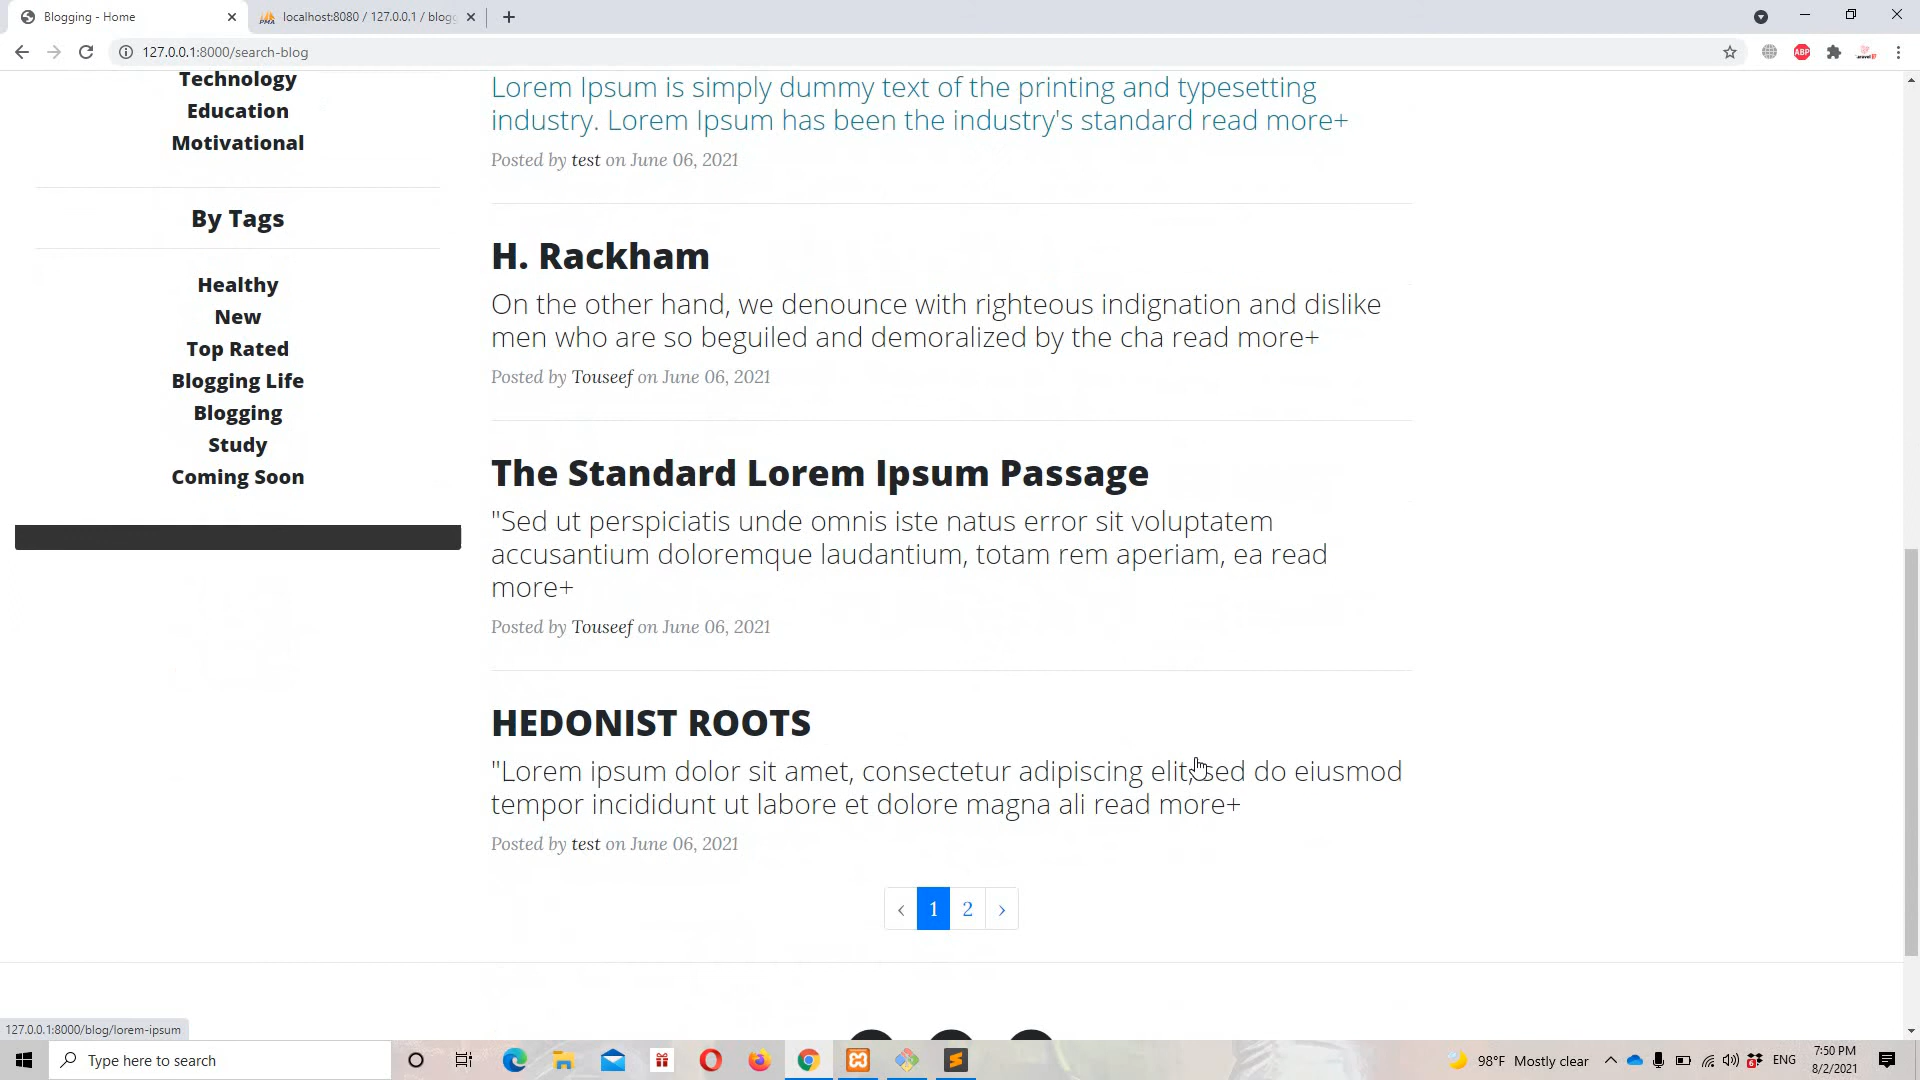 Blogging - Home
localhost:8080 / 127.0.0.1 / blogg
127.0.0.1:8000/search-blog
ABP
Technology
Education
Motivational
By Tags
Healthy
New
Top Rated
Blogging Life
Blogging
Study
Coming Soon
Lorem Ipsum is simply dummy text of the printing and typesetting
industry. Lorem Ipsum has been the industry's standard read more+
Posted by test on June 06, 2021
H. Rackham
On the other hand, we denounce with righteous indignation and dislike
men who are so beguiled and demoralized by the cha read more+
Posted by Touseef on June 06, 2021
The Standard Lorem Ipsum Passage
"Sed ut perspiciatis unde omnis iste natus error sit voluptatem
accusantium doloremque laudantium, totam rem aperiam, ea read
more+
Posted by Touseef on June 06, 2021
HEDONIST ROOTS
"Lorem ipsum dolor sit amet, consectetur adipiscing elit, sed do eiusmod
tempor incididunt ut labore et dolore magna ali read more+
Posted by test on June 06, 2021
‹ 1 2 ›
127.0.0.1:8000/blog/lorem-ipsum
Type here to search
98°F Mostly clear
ENG
7:50 PM
8/2/2021